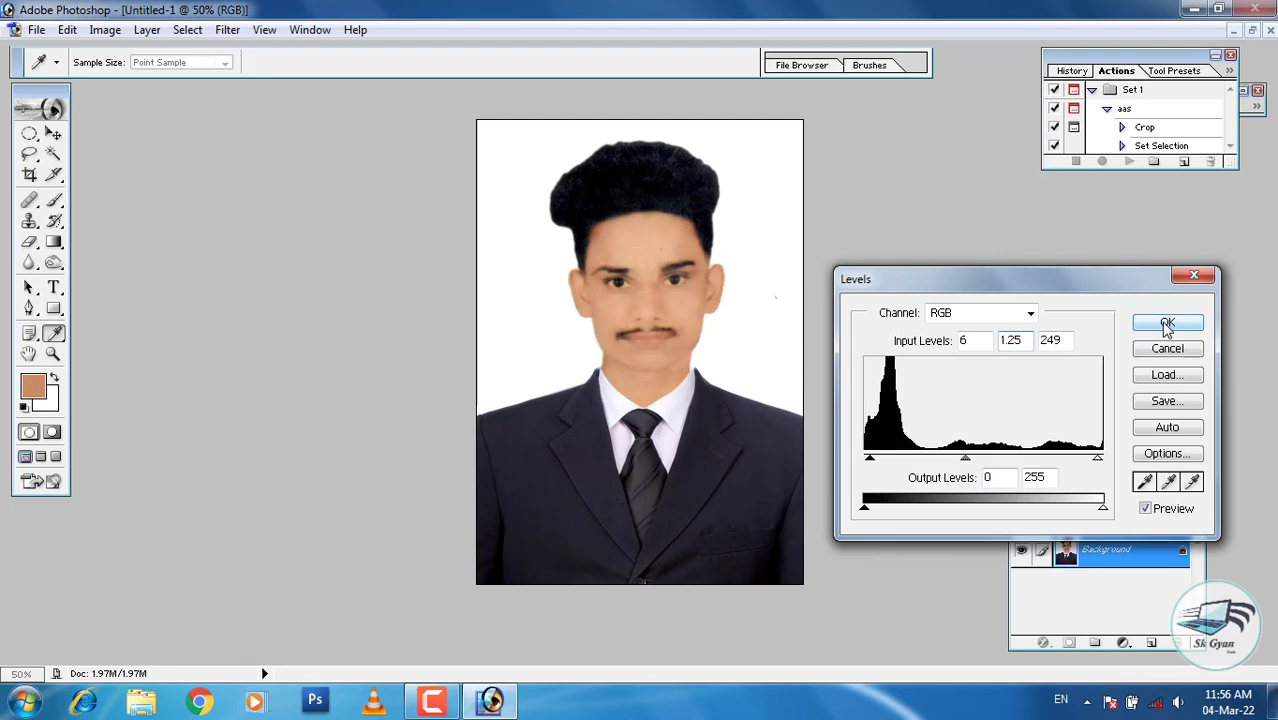 Adobe Photoshop - [Untitled-1 @ 50% (RGB)]
File Edit Image Layer Select Filter View Window Help
Sample Size: Point Sample
File Browser Brushes
History Actions Tool Presets
Set 1
aas
Crop
Set Selection
Levels
Channel: RGB
OK
Input Levels: 6 1.25 249
Cancel
Load...
Save...
Auto
Options...
Output Levels: 0 255
Preview
Background
Sk Gyan
50% Doc: 1.97M/1.97M
Ps EN 11:56 AM
04-Mar-22